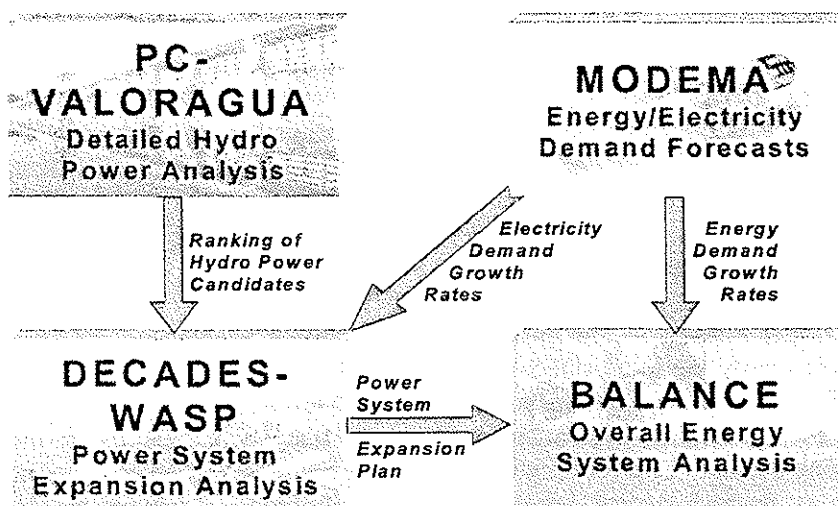 PC-
VALORAGUA
Detailed Hydro
Power Analysis
MODEMA
Energy/Electricity
Demand Forecasts
Ranking of
Hydro Power
Candidates
Electricity
Demand
Growth
Rates
Energy
Demand
Growth
Rates
DECADES-
WASP
Power System
Expansion Analysis
Power
System
Expansion
Plan
BALANCE
Overall Energy
System Analysis